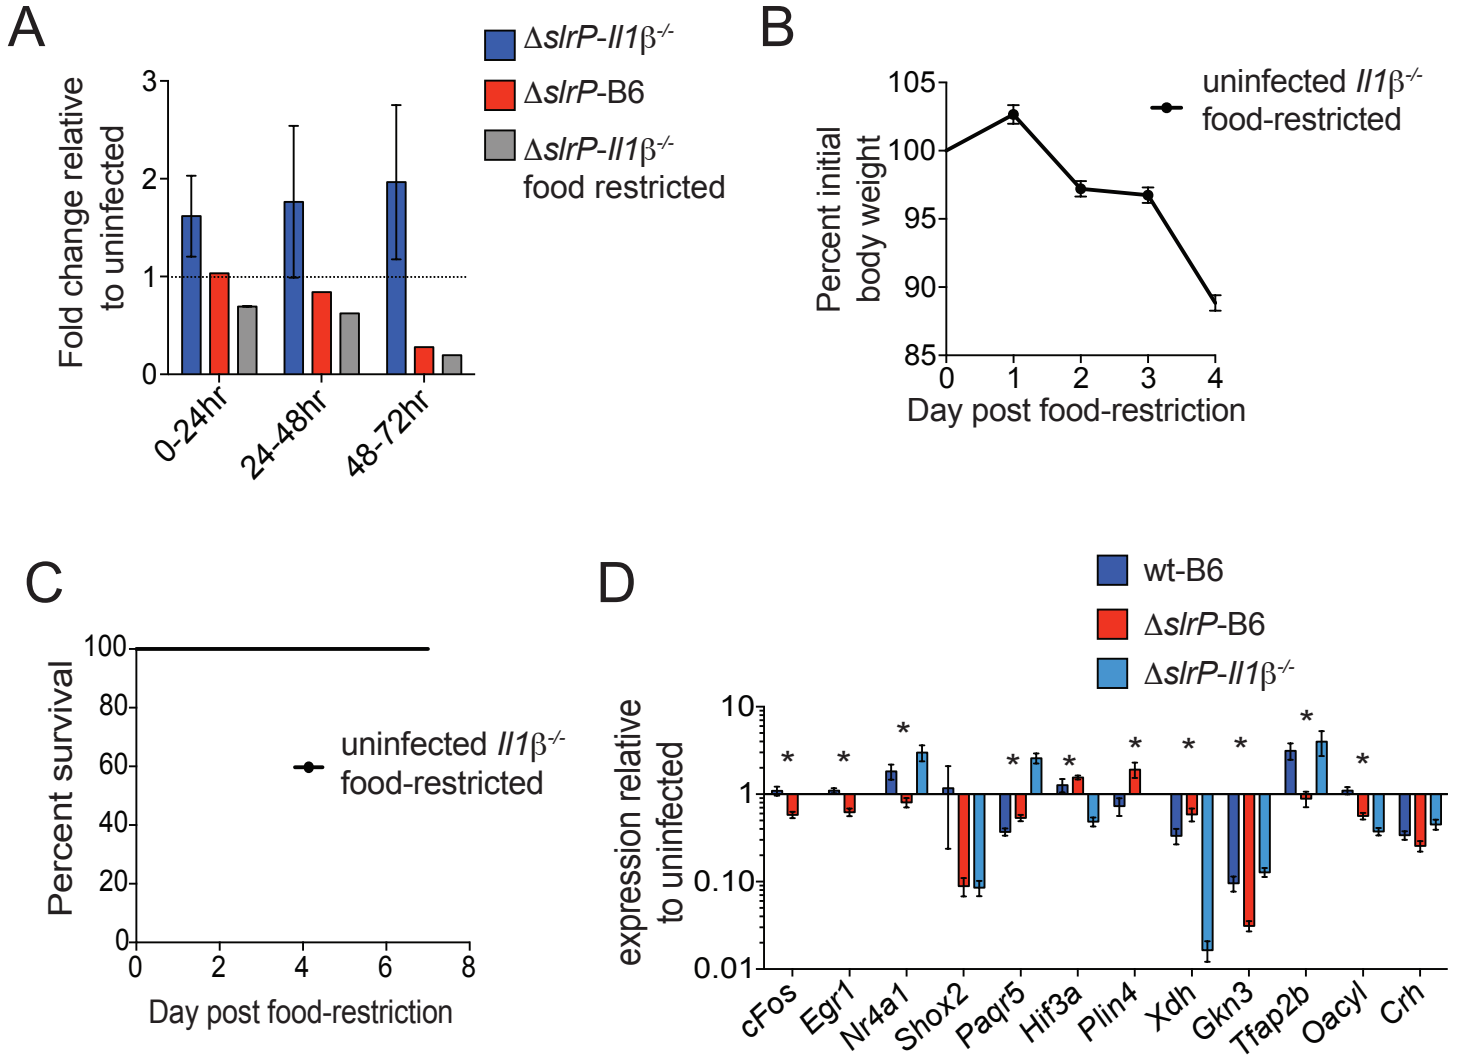 A
ΔslrP-Il1β-/-
ΔslrP-B6
ΔslrP-Il1β-/-
food restricted
Fold change relative
to uninfected
3
2
1
0
0-24hr
24-48hr
48-72hr
B
uninfected Il1β-/-
food-restricted
Percent initial
body weight
105
100
95
90
85
0 1 2 3 4
Day post food-restriction
C
Percent survival
100
80
60
40
20
0
uninfected Il1β-/-
food-restricted
0 2 4 6 8
Day post food-restriction
D
wt-B6
ΔslrP-B6
ΔslrP-Il1β-/-
expression relative
to uninfected
10
1
0.10
0.01
* * * * * * * * * *
cFos
Egr1
Nr4a1
Shox2
Paqr5
Hif3a
Plin4
Xdh
Gkn3
Tfap2b
Oacyl
Crh